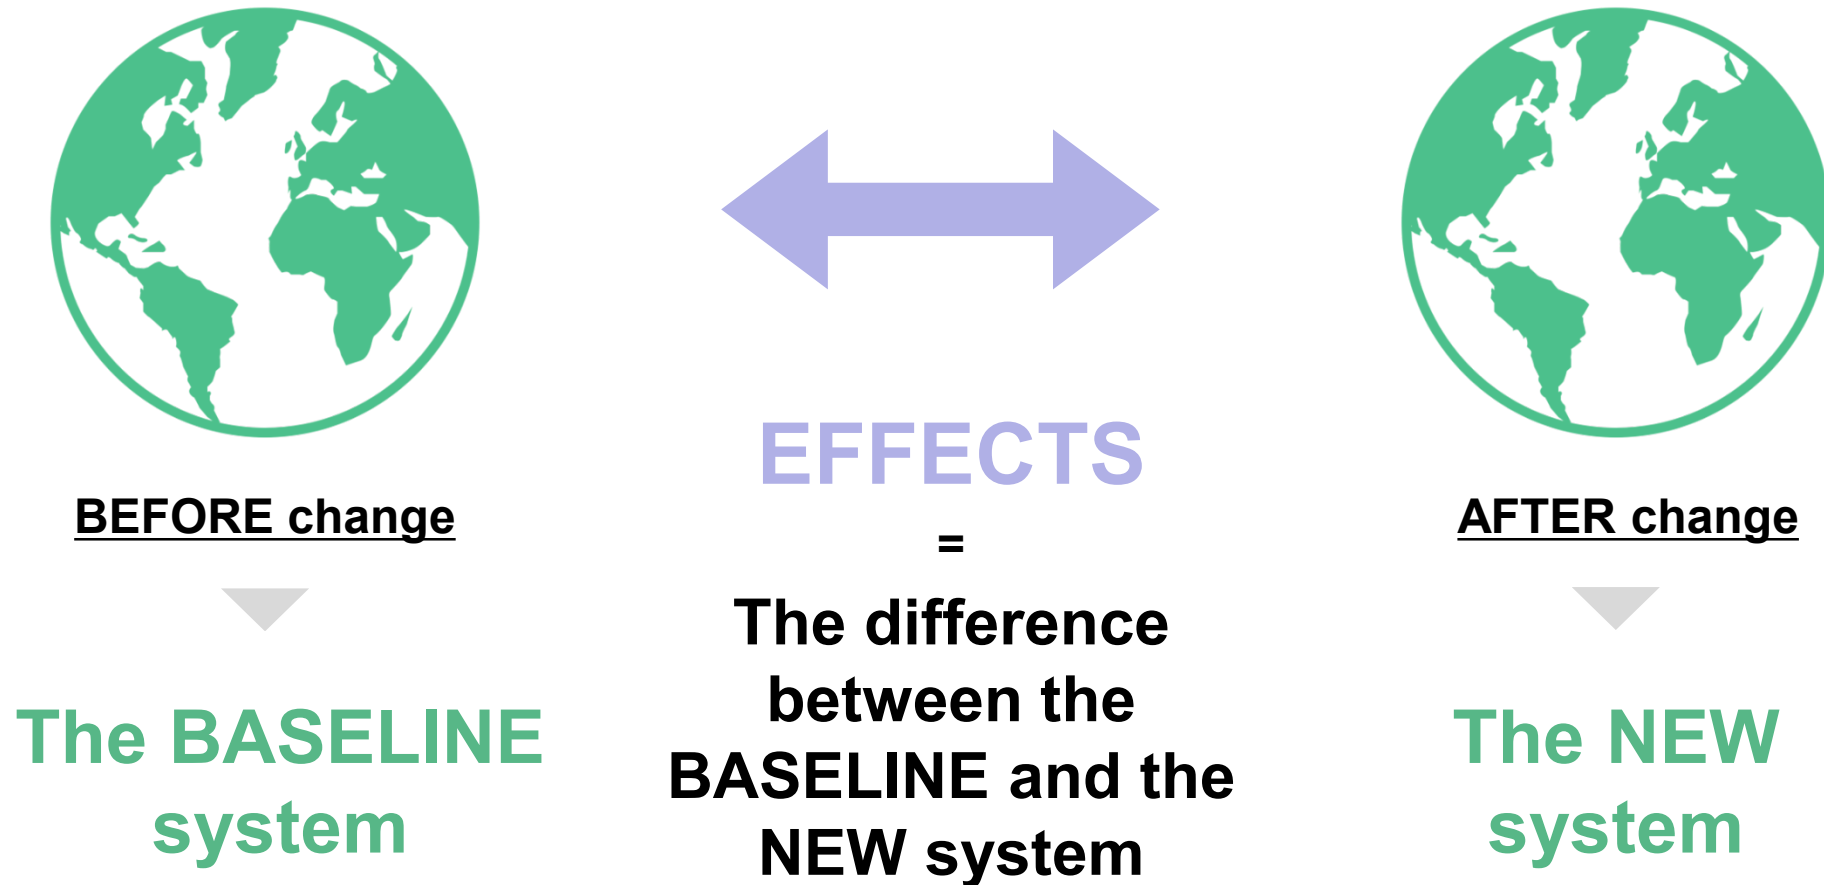 BEFORE change
The BASELINE
system
EFFECTS
=
The difference
between the
BASELINE and the
NEW system
AFTER change
The NEW
system